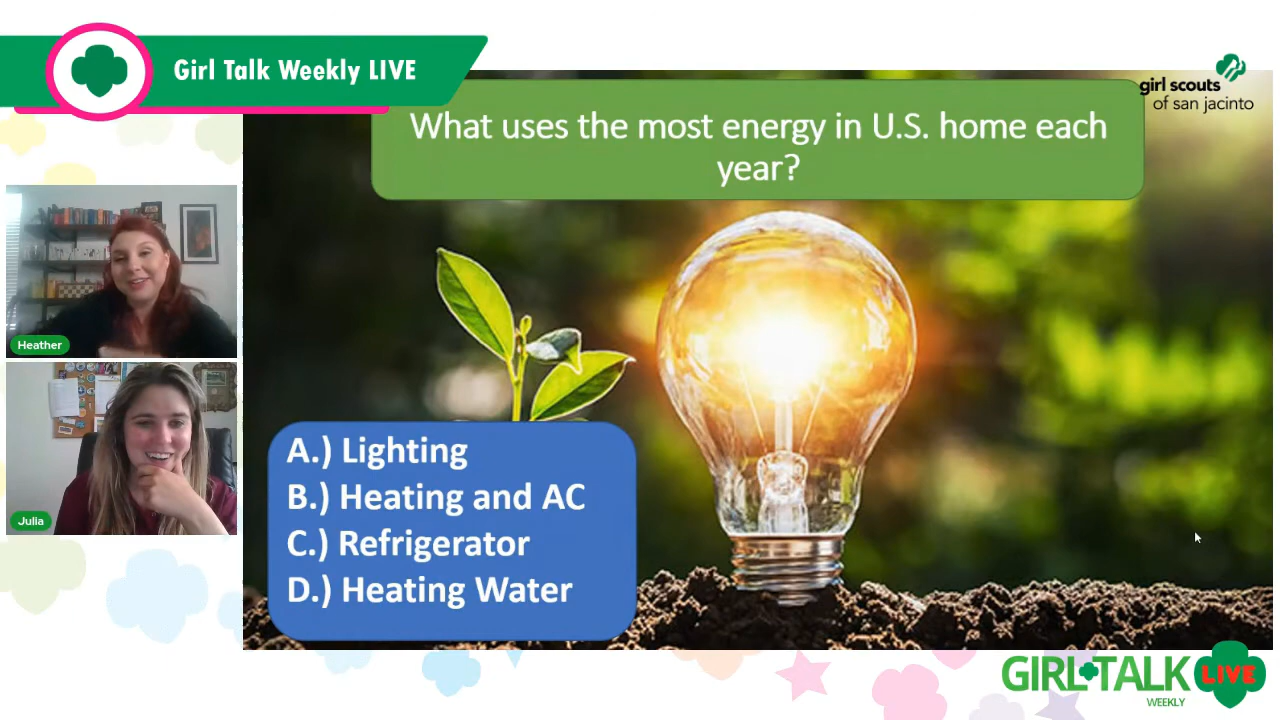 Girl Talk Weekly LIVE
girl scouts
of san jacinto
What uses the most energy in U.S. home each
year?
Heather
Julia
A.) Lighting
B.) Heating and AC
C.) Refrigerator
D.) Heating Water
GIRL TALK LIVE
WEEKLY